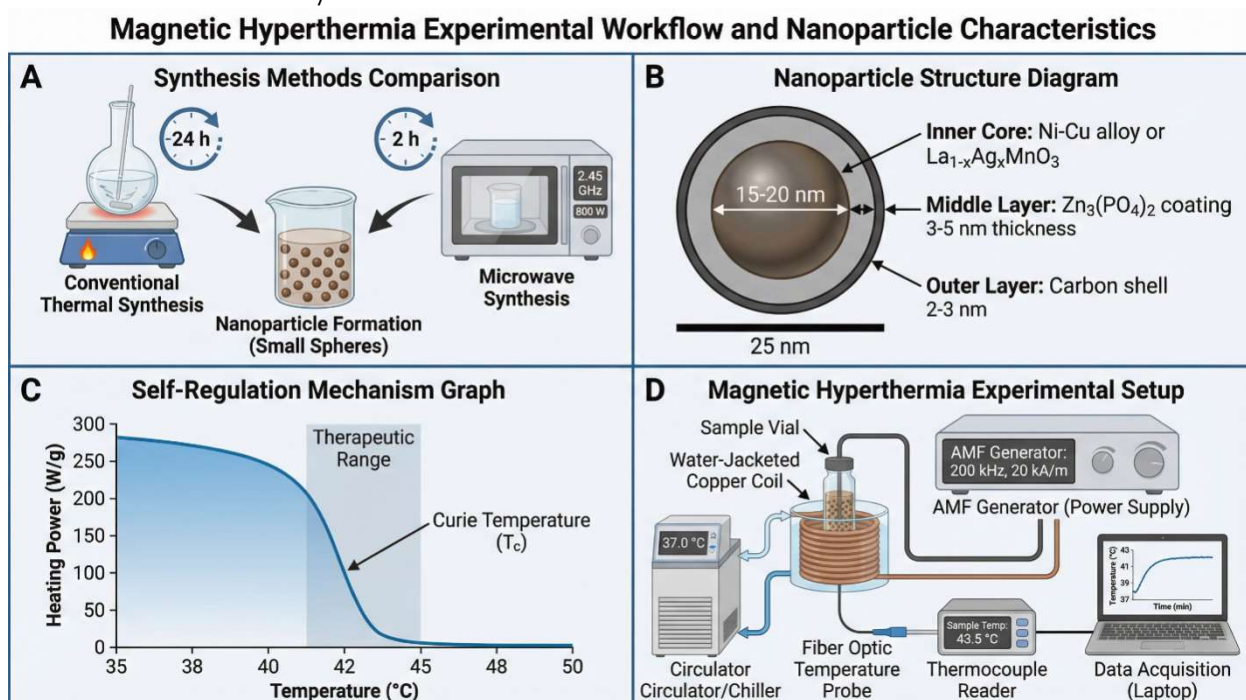 Magnetic Hyperthermia Experimental Workflow and Nanoparticle Characteristics
A
Synthesis Methods Comparison
24 h
2 h
2.45
GHz
800 W
Conventional
Thermal Synthesis
Nanoparticle Formation
(Small Spheres)
Microwave
Synthesis
B
Nanoparticle Structure Diagram
15-20 nm
Inner Core: Ni-Cu alloy or
La₁₋ₓAgₓMnO₃
Middle Layer: Zn₃(PO₄)₂ coating
3-5 nm thickness
Outer Layer: Carbon shell
2-3 nm
25 nm
C
Self-Regulation Mechanism Graph
Heating Power (W/g)
300
250
200
150
100
50
0
Therapeutic
Range
Curie Temperature
(T꜀)
35
40
42
45
50
Temperature (°C)
D
Magnetic Hyperthermia Experimental Setup
Sample Vial
Water-Jacketed
Copper Coil
AMF Generator:
200 kHz, 20 kA/m
AMF Generator (Power Supply)
37.0 °C
Temperature (°C)
43
41
39
37
Time (min)
Sample Temp:
43.5 °C
Circulator
Circulator/Chiller
Fiber Optic
Temperature
Probe
Thermocouple
Reader
Data Acquisition
(Laptop)